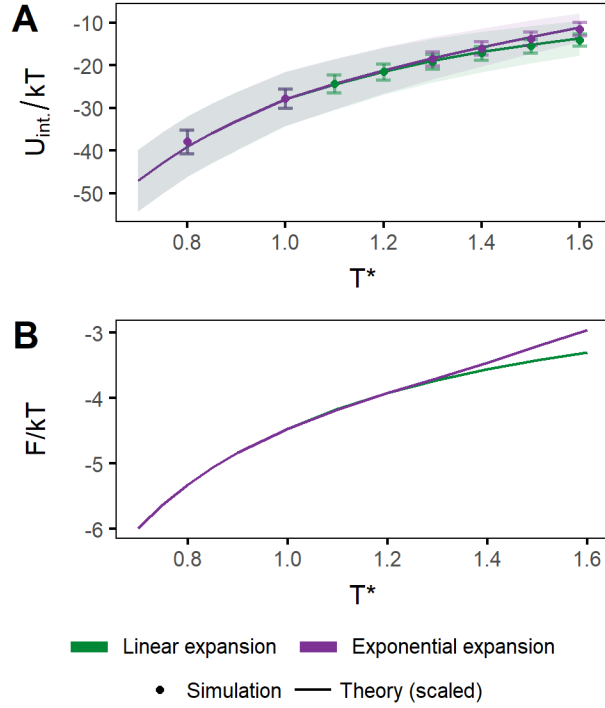 A
U_int./kT
-10
-20
-30
-40
-50
0.8 1.0 1.2 1.4 1.6
T*
B
F/kT
-3
-4
-5
-6
0.8 1.0 1.2 1.4 1.6
T*
Linear expansion Exponential expansion
Simulation Theory (scaled)